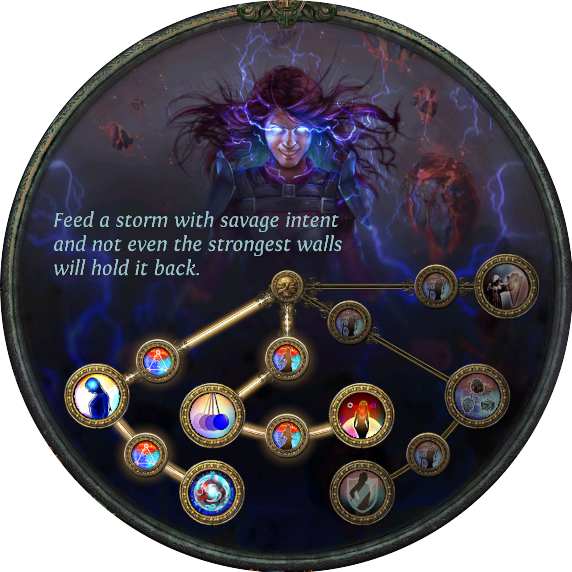 Feed a storm with savage intent
and not even the strongest walls
will hold it back.